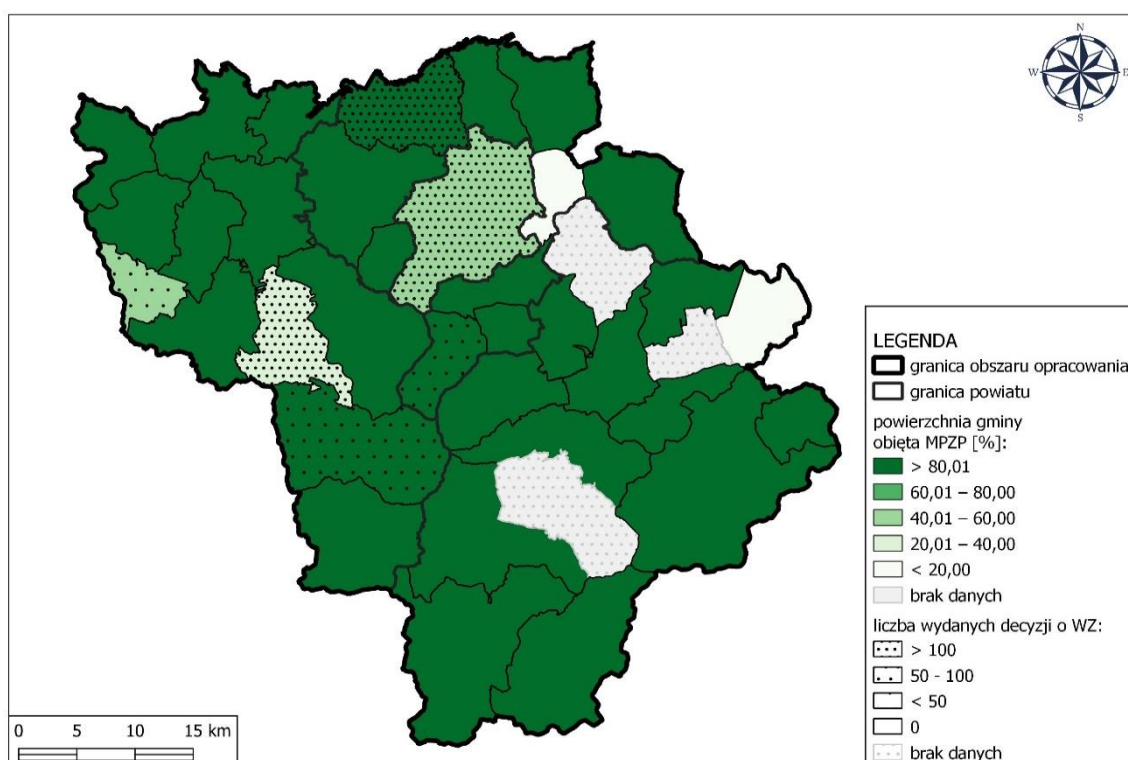 N
W E
S
LEGENDA
granica obszaru opracowania
granica powiatu
powierzchnia gminy
obięta MPZP [%]:
> 80,01
60,01 – 80,00
40,01 – 60,00
20,01 – 40,00
< 20,00
brak danych
liczba wydanych decyzji o WZ:
> 100
50 - 100
< 50
0
brak danych
0 5 10 15 km